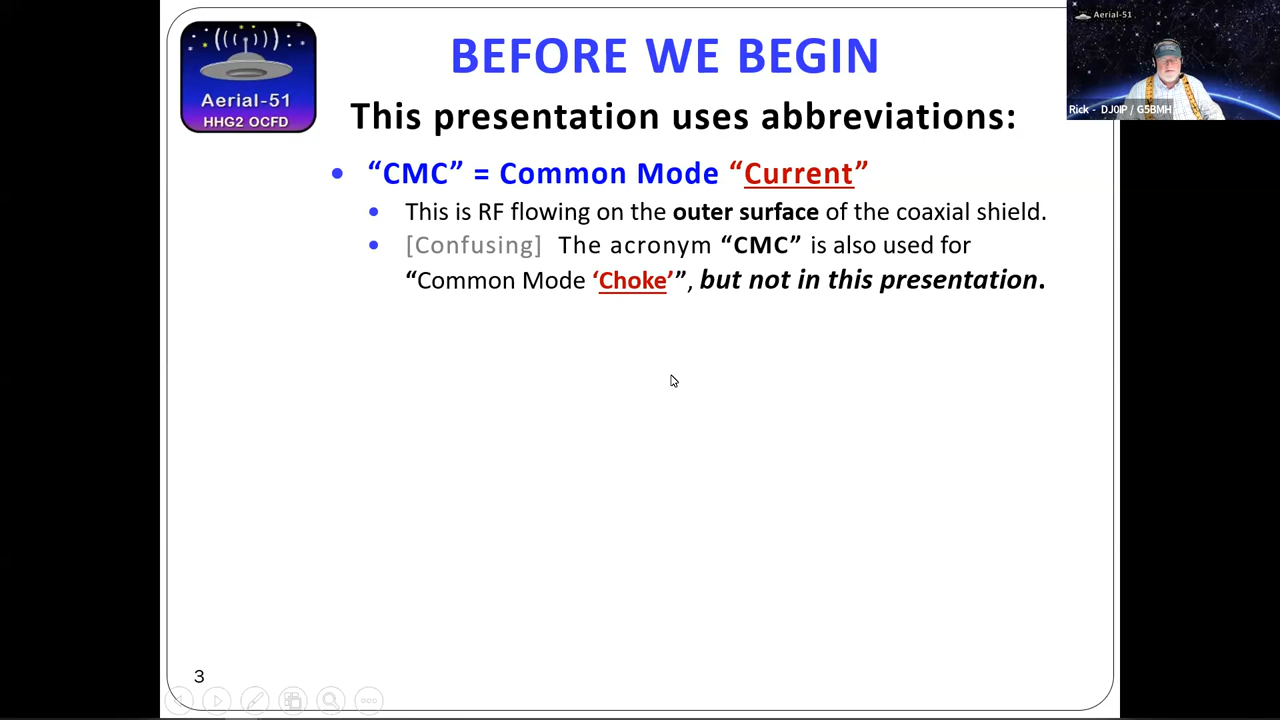 BEFORE WE BEGIN
Aerial-51
HHG2 OCFD
This presentation uses abbreviations:
• “CMC” = Common Mode “Current”
• This is RF flowing on the outer surface of the coaxial shield.
• [Confusing] The acronym “CMC” is also used for
“Common Mode ‘Choke’”, but not in this presentation.
3
Aerial-51
Rick - DJ0IP / G5BMH